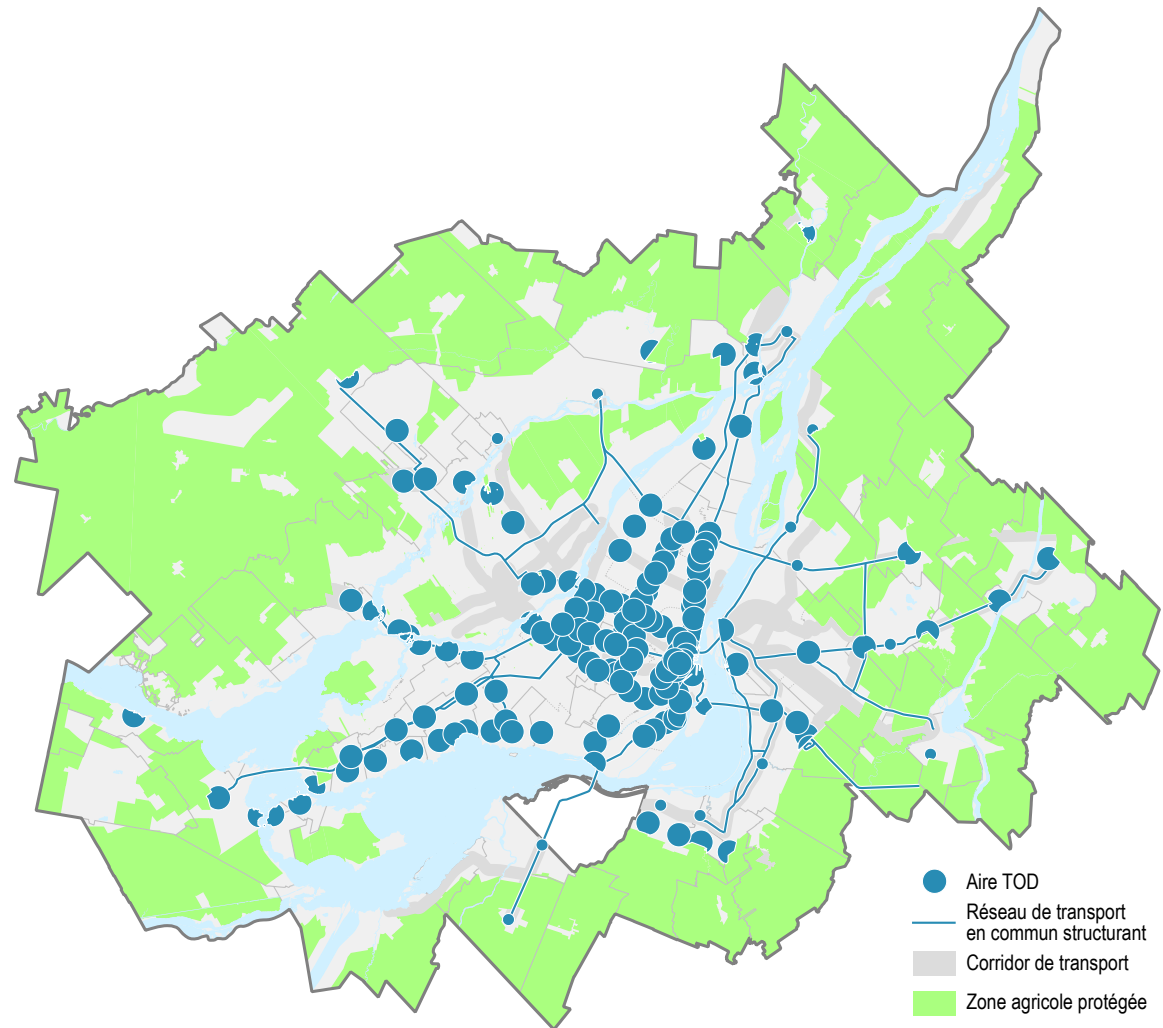 Aire TOD
Réseau de transport
en commun structurant
Corridor de transport
Zone agricole protégée